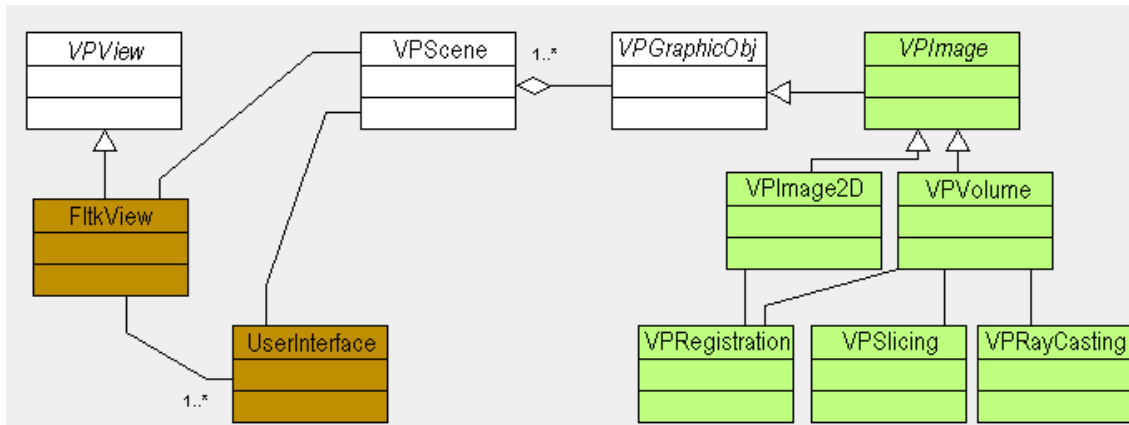 VPView
VPScene
1..*
VPGraphicObj
VPImage
VPImage2D
VPVolume
FltkView
UserInterface
1..*
VPRegistration
VPSlicing
VPRayCasting